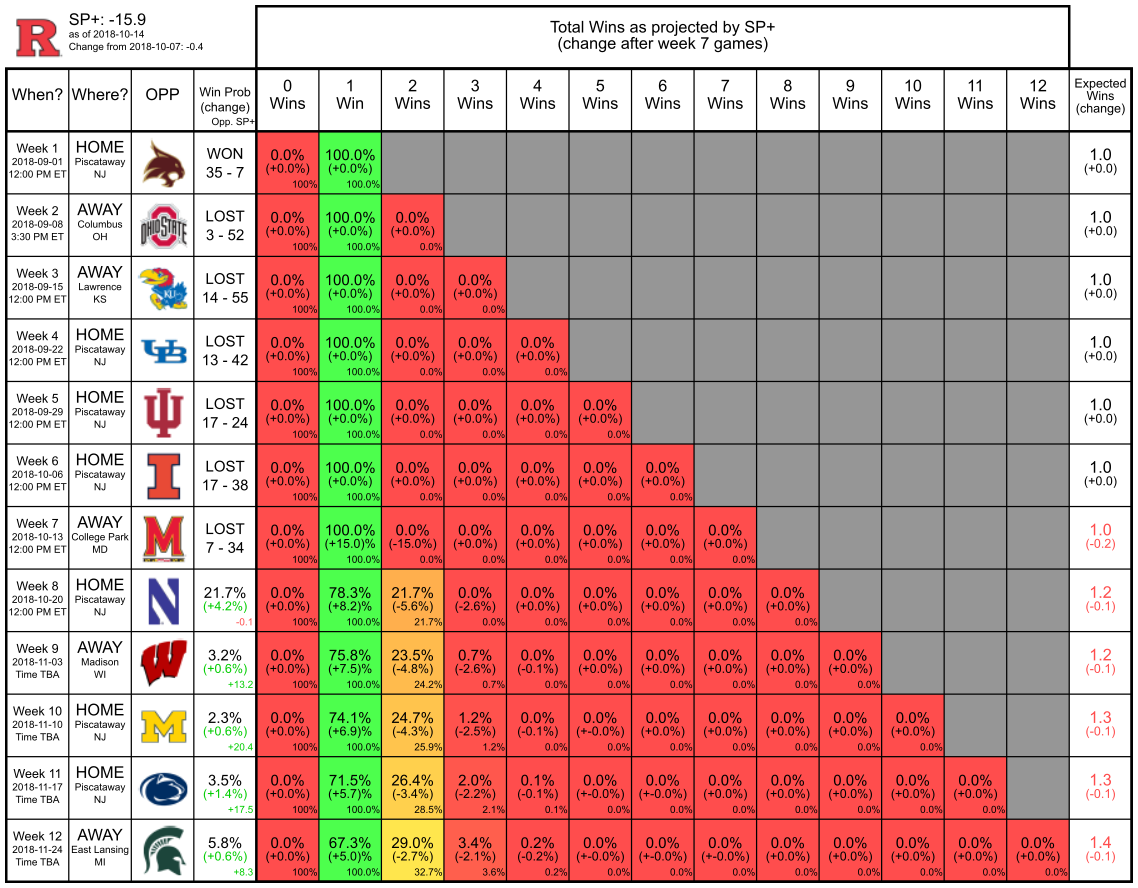 R SP+: -15.9
as of 2018-10-14
Change from 2018-10-07: -0.4
Total Wins as projected by SP+
(change after week 7 games)
When? Where? OPP Win Prob (change) Opp. SP+ 0 Wins 1 Win 2 Wins 3 Wins 4 Wins 5 Wins 6 Wins 7 Wins 8 Wins 9 Wins 10 Wins 11 Wins 12 Wins Expected Wins (change)
Week 1 HOME WON 0.0% 100.0% 1.0
2018-09-01 Piscataway 35 - 7 (+0.0%) (+0.0%) (+0.0)
12:00 PM ET NJ 100% 100.0%
Week 2 AWAY OHIO STATE LOST 0.0% 100.0% 0.0% 1.0
2018-09-08 Columbus 3 - 52 (+0.0%) (+0.0%) (+0.0%) (+0.0)
3:30 PM ET OH 100% 100.0% 0.0%
Week 3 AWAY KU LOST 0.0% 100.0% 0.0% 0.0% 1.0
2018-09-15 Lawrence 14 - 55 (+0.0%) (+0.0%) (+0.0%) (+0.0%) (+0.0)
12:00 PM ET KS 100% 100.0% 0.0% 0.0%
Week 4 HOME UB LOST 0.0% 100.0% 0.0% 0.0% 0.0% 1.0
2018-09-22 Piscataway 13 - 42 (+0.0%) (+0.0%) (+0.0%) (+0.0%) (+0.0%) (+0.0)
12:00 PM ET NJ 100% 100.0% 0.0% 0.0% 0.0%
Week 5 HOME IU LOST 0.0% 100.0% 0.0% 0.0% 0.0% 0.0% 1.0
2018-09-29 Piscataway 17 - 24 (+0.0%) (+0.0%) (+0.0%) (+0.0%) (+0.0%) (+0.0%) (+0.0)
12:00 PM ET NJ 100% 100.0% 0.0% 0.0% 0.0% 0.0%
Week 6 HOME I LOST 0.0% 100.0% 0.0% 0.0% 0.0% 0.0% 0.0% 1.0
2018-10-06 Piscataway 17 - 38 (+0.0%) (+0.0%) (+0.0%) (+0.0%) (+0.0%) (+0.0%) (+0.0%) (+0.0)
12:00 PM ET NJ 100% 100.0% 0.0% 0.0% 0.0% 0.0% 0.0%
Week 7 AWAY M LOST 0.0% 100.0% 0.0% 0.0% 0.0% 0.0% 0.0% 0.0% 1.0
2018-10-13 College Park 7 - 34 (+0.0%) (+15.0)% (-15.0%) (+0.0%) (+0.0%) (+0.0%) (+0.0%) (+0.0%) (-0.2)
12:00 PM ET MD 100% 100.0% 0.0% 0.0% 0.0% 0.0% 0.0% 0.0%
Week 8 HOME N 21.7% 0.0% 78.3% 21.7% 0.0% 0.0% 0.0% 0.0% 0.0% 0.0% 1.2
2018-10-20 Piscataway (+4.2%) (+0.0%) (+8.2)% (-5.6%) (-2.6%) (+0.0%) (+0.0%) (+0.0%) (+0.0%) (+0.0%) (-0.1)
12:00 PM ET NJ -0.1 100% 100.0% 21.7% 0.0% 0.0% 0.0% 0.0% 0.0% 0.0%
Week 9 AWAY W 3.2% 0.0% 75.8% 23.5% 0.7% 0.0% 0.0% 0.0% 0.0% 0.0% 0.0% 1.2
2018-11-03 Madison (+0.6%) (+0.0%) (+7.5)% (-4.8%) (-2.6%) (-0.1%) (+0.0%) (+0.0%) (+0.0%) (+0.0%) (+0.0%) (-0.1)
Time TBA WI +13.2 100% 100.0% 24.2% 0.7% 0.0% 0.0% 0.0% 0.0% 0.0% 0.0%
Week 10 HOME M 2.3% 0.0% 74.1% 24.7% 1.2% 0.0% 0.0% 0.0% 0.0% 0.0% 0.0% 0.0% 1.3
2018-11-10 Piscataway (+0.6%) (+0.0%) (+6.9)% (-4.3%) (-2.5%) (-0.1%) (+-0.0%) (+0.0%) (+0.0%) (+0.0%) (+0.0%) (+0.0%) (-0.1)
Time TBA NJ +20.4 100% 100.0% 25.9% 1.2% 0.0% 0.0% 0.0% 0.0% 0.0% 0.0% 0.0%
Week 11 HOME 3.5% 0.0% 71.5% 26.4% 2.0% 0.1% 0.0% 0.0% 0.0% 0.0% 0.0% 0.0% 0.0% 1.3
2018-11-17 Piscataway (+1.4%) (+0.0%) (+5.7)% (-3.4%) (-2.2%) (-0.1%) (+-0.0%) (+-0.0%) (+0.0%) (+0.0%) (+0.0%) (+0.0%) (+0.0%) (-0.1)
Time TBA NJ +17.5 100% 100.0% 28.5% 2.1% 0.1% 0.0% 0.0% 0.0% 0.0% 0.0% 0.0% 0.0%
Week 12 AWAY 5.8% 0.0% 67.3% 29.0% 3.4% 0.2% 0.0% 0.0% 0.0% 0.0% 0.0% 0.0% 0.0% 0.0% 1.4
2018-11-24 East Lansing (+0.6%) (+0.0%) (+5.0)% (-2.7%) (-2.1%) (-0.2%) (+-0.0%) (+-0.0%) (+-0.0%) (+0.0%) (+0.0%) (+0.0%) (+0.0%) (+0.0%) (-0.1)
Time TBA MI +8.3 100% 100.0% 32.7% 3.6% 0.2% 0.0% 0.0% 0.0% 0.0% 0.0% 0.0% 0.0% 0.0%